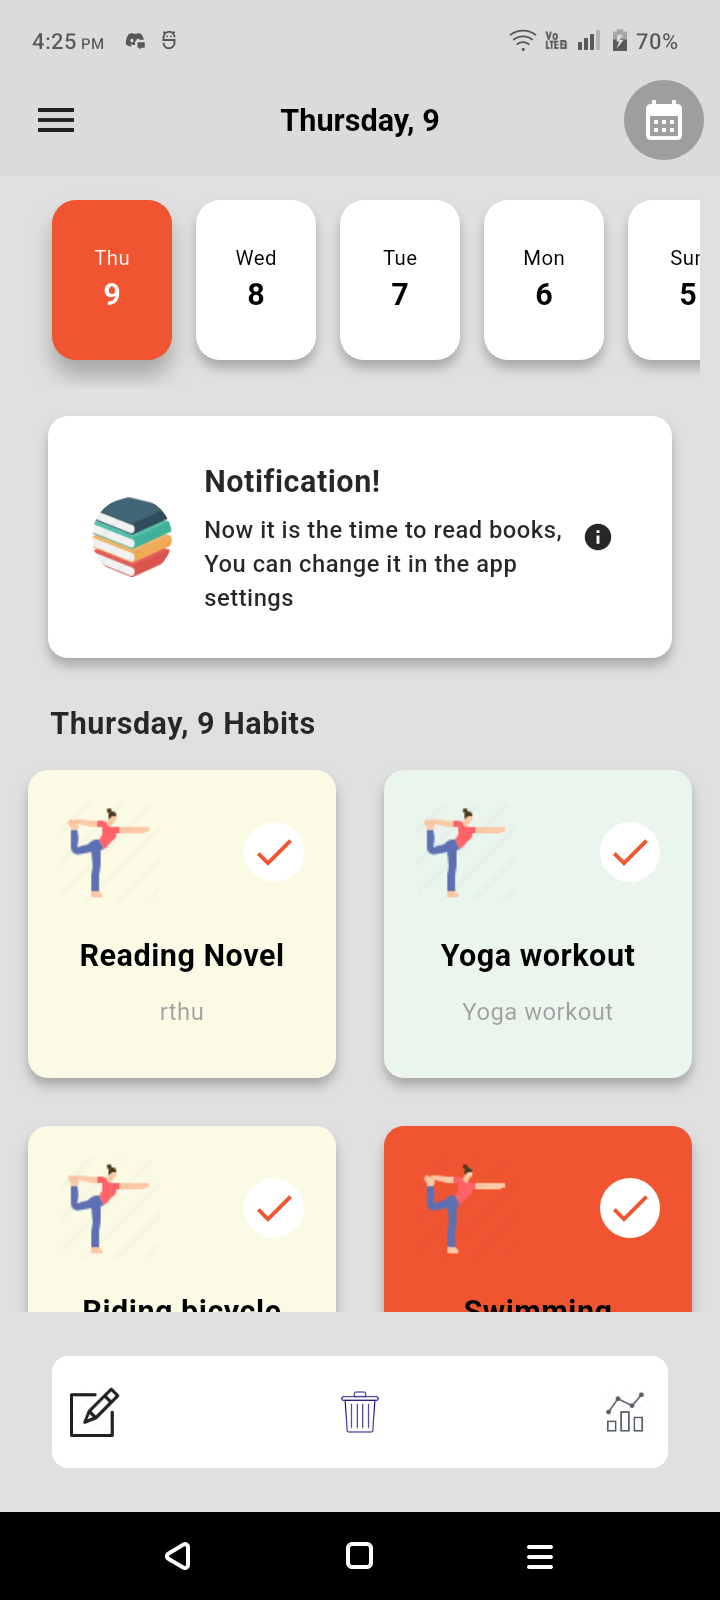 4:25 PM
Vo LTE 2 70%
Thursday, 9
Thu Wed Tue Mon Sun
9 8 7 6 5
Notification!
Now it is the time to read books,
You can change it in the app
settings
Thursday, 9 Habits
Reading Novel
rthu
Yoga workout
Yoga workout
Riding bicycle
Swimming